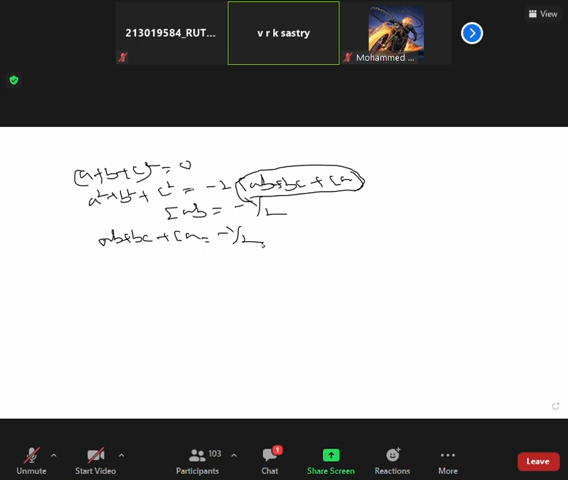 View
213019584_RUT...
v r k sastry
Mohammed ...
(a+b+c)² = 0
a²+b²+c² = -2(ab+bc+ca)
Σab = -1/2
ab+bc+ca = -1/2
Unmute
Start Video
103
Participants
1
Chat
Share Screen
Reactions
More
Leave